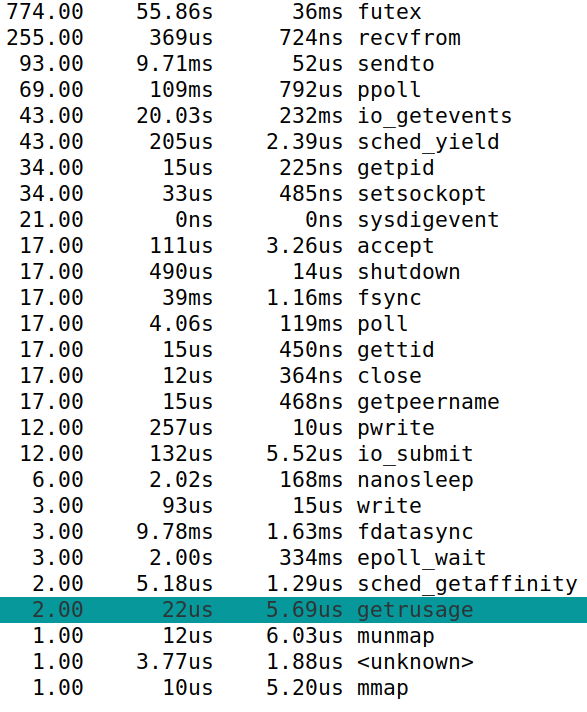 774.00 55.86s 36ms futex
255.00 369us 724ns recvfrom
93.00 9.71ms 52us sendto
69.00 109ms 792us ppoll
43.00 20.03s 232ms io_getevents
43.00 205us 2.39us sched_yield
34.00 15us 225ns getpid
34.00 33us 485ns setsockopt
21.00 0ns 0ns sysdigevent
17.00 111us 3.26us accept
17.00 490us 14us shutdown
17.00 39ms 1.16ms fsync
17.00 4.06s 119ms poll
17.00 15us 450ns gettid
17.00 12us 364ns close
17.00 15us 468ns getpeername
12.00 257us 10us pwrite
12.00 132us 5.52us io_submit
6.00 2.02s 168ms nanosleep
3.00 93us 15us write
3.00 9.78ms 1.63ms fdatasync
3.00 2.00s 334ms epoll_wait
2.00 5.18us 1.29us sched_getaffinity
2.00 22us 5.69us getrusage
1.00 12us 6.03us munmap
1.00 3.77us 1.88us <unknown>
1.00 10us 5.20us mmap